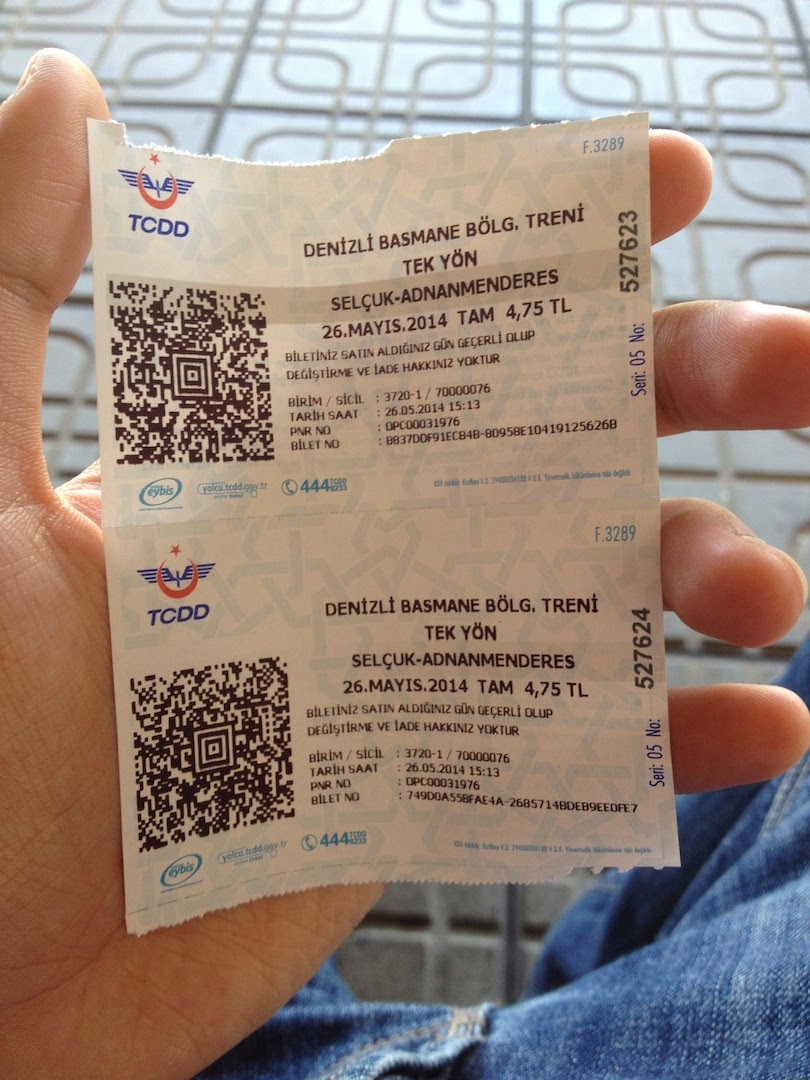 F.3289
TCDD
DENİZLİ BASMANE BÖLG. TRENİ
TEK YÖN
SELÇUK-ADNANMENDERES
26.MAYIS.2014 TAM 4,75 TL
BİLETİNİZ SATIN ALDIĞINIZ GÜN GEÇERLİ OLUP
DEĞİŞTİRME VE İADE HAKKINIZ YOKTUR
BİRİM / SİCİL : 3720-1 / 70000076
TARİH SAAT : 26.05.2014 15:13
PNR NO : OPC00031976
BİLET NO : B837DDF91ECB4B-80958E10419125626B
Seri: 05 No: 527623
eybis
yolcu.tcdd.gov.tr
444 TCDD 8233
F.3289
TCDD
DENİZLİ BASMANE BÖLG. TRENİ
TEK YÖN
SELÇUK-ADNANMENDERES
26.MAYIS.2014 TAM 4,75 TL
BİLETİNİZ SATIN ALDIĞINIZ GÜN GEÇERLİ OLUP
DEĞİŞTİRME VE İADE HAKKINIZ YOKTUR
BİRİM / SİCİL : 3720-1 / 70000076
TARİH SAAT : 26.05.2014 15:13
PNR NO : OPC00031976
BİLET NO : 749D0A55BFAE4A-2685714BDEB9EE0FE7
Seri: 05 No: 527624
eybis
yolcu.tcdd.gov.tr
444 TCDD 8233